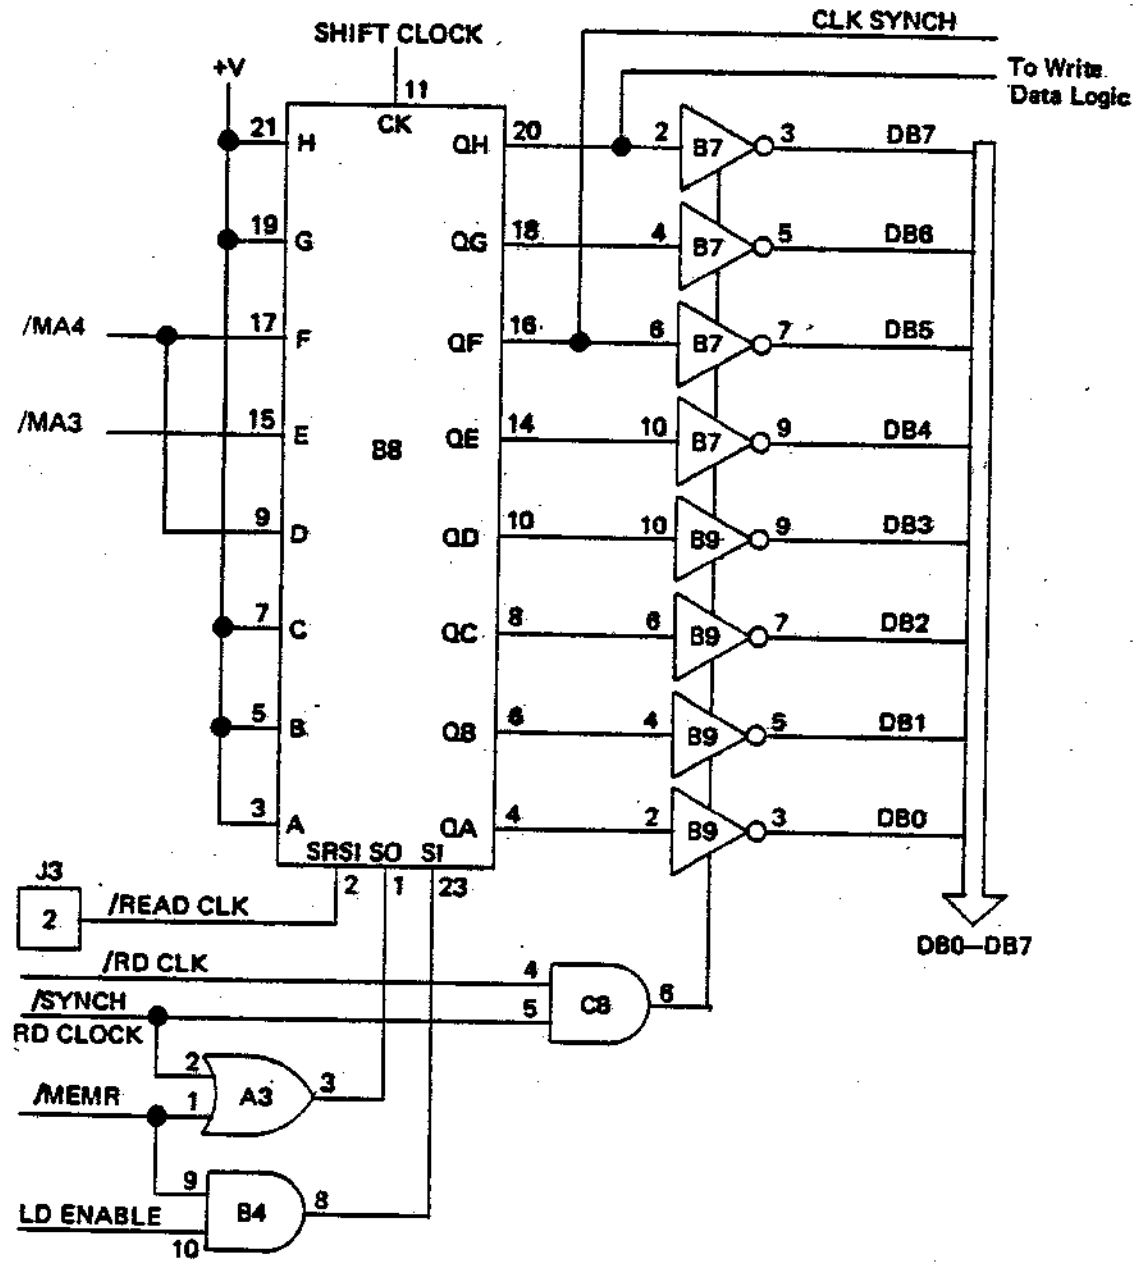 CLK SYNCH
SHIFT CLOCK
To Write
Data Logic
+V
11
CK
21 H QH 20 2 B7 3 DB7
19 G QG 18 4 B7 5 DB6
/MA4 17 F QF 16 6 B7 7 DB5
/MA3 15 E QE 14 10 B7 9 DB4
B8
9 D QD 10 10 B9 9 DB3
7 C QC 8 6 B9 7 DB2
5 B QB 6 4 B9 5 DB1
3 A QA 4 2 B9 3 DB0
SRSI SO SI
2 1 23
J3
2
/READ CLK
DB0–DB7
/RD CLK 4
/SYNCH 5 C8 6
RD CLOCK
2
/MEMR 1 A3 3
9
LD ENABLE B4 8
10